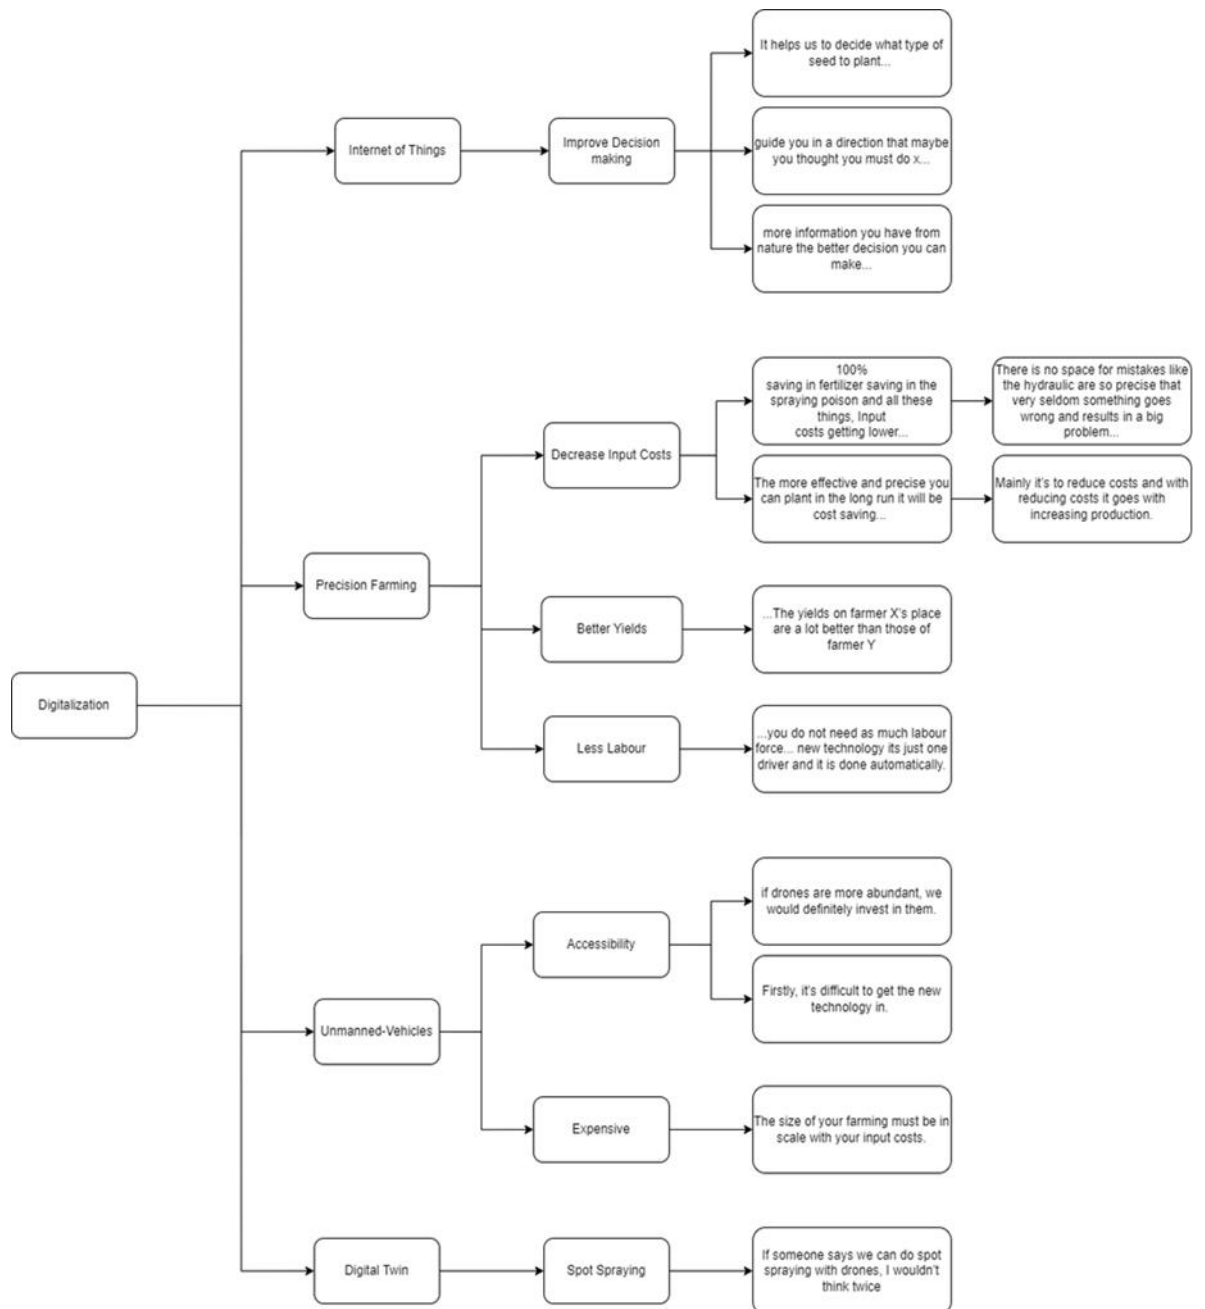 It helps us to decide what type of
seed to plant...
Internet of Things
Improve Decision
making
guide you in a direction that maybe
you thought you must do x...
more information you have from
nature the better decision you can
make...
100%
saving in fertilizer saving in the
spraying poison and all these
things, Input
costs getting lower...
There is no space for mistakes like
the hydraulic are so precise that
very seldom something goes
wrong and results in a big
problem...
Decrease Input Costs
The more effective and precise you
can plant in the long run it will be
cost saving...
Mainly it's to reduce costs and with
reducing costs it goes with
increasing production.
Precision Farming
Better Yields
...The yields on farmer X's place
are a lot better than those of
farmer Y
Digitalization
Less Labour
...you do not need as much labour
force... new technology its just one
driver and it is done automatically.
if drones are more abundant, we
would definitely invest in them.
Accessibility
Firstly, it's difficult to get the new
technology in.
Unmanned-Vehicles
Expensive
The size of your farming must be in
scale with your input costs.
Digital Twin
Spot Spraying
If someone says we can do spot
spraying with drones, I wouldn't
think twice